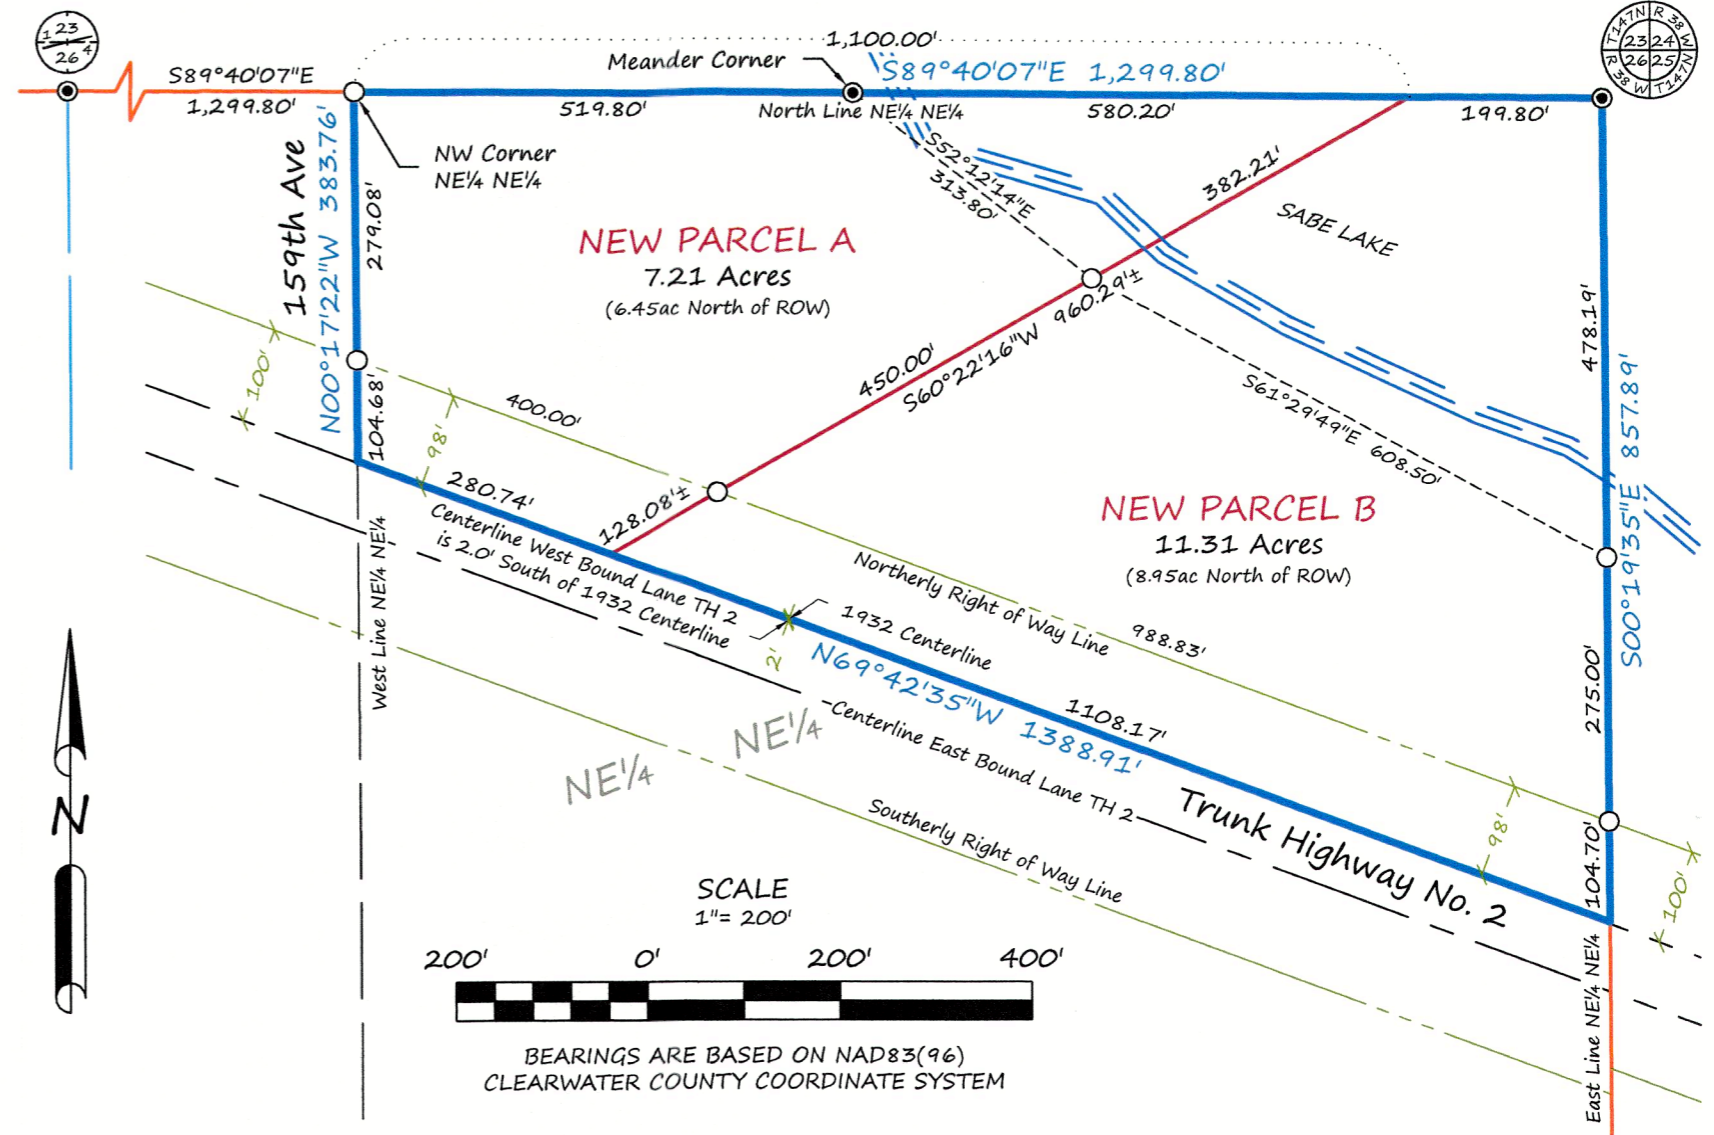 1 23
26 4
T147N R 38 W
23 24
26 25
R 38 W T147N
1,100.00'
Meander Corner
S89°40'07"E 1,299.80'
S89°40'07"E
1,299.80'
519.80'
North Line NE¼ NE¼
580.20'
199.80'
NW Corner
NE¼ NE¼
159th Ave
N00°17'22"W 383.76'
279.08'
104.68'
S52°12'14"E
313.80'
382.21'
SABE LAKE
NEW PARCEL A
7.21 Acres
(6.45ac North of ROW)
450.00'
S60°22'16"W 960.29'±
478.19'
S00°19'35"E 857.89'
S61°29'49"E 608.50'
100'
98'
400.00'
280.74'
128.08'±
Centerline West Bound Lane TH 2
is 2.0' South of 1932 Centerline
West Line NE¼ NE¼
NEW PARCEL B
11.31 Acres
(8.95ac North of ROW)
Northerly Right of Way Line
988.83'
1932 Centerline
2'
N69°42'35"W 1388.91'
1108.17'
275.00'
104.70'
NE¼
NE¼
Centerline East Bound Lane TH 2
Trunk Highway No. 2
98'
100'
Southerly Right of Way Line
East Line NE¼ NE¼
N
SCALE
1"= 200'
200' 0' 200' 400'
BEARINGS ARE BASED ON NAD83(96)
CLEARWATER COUNTY COORDINATE SYSTEM